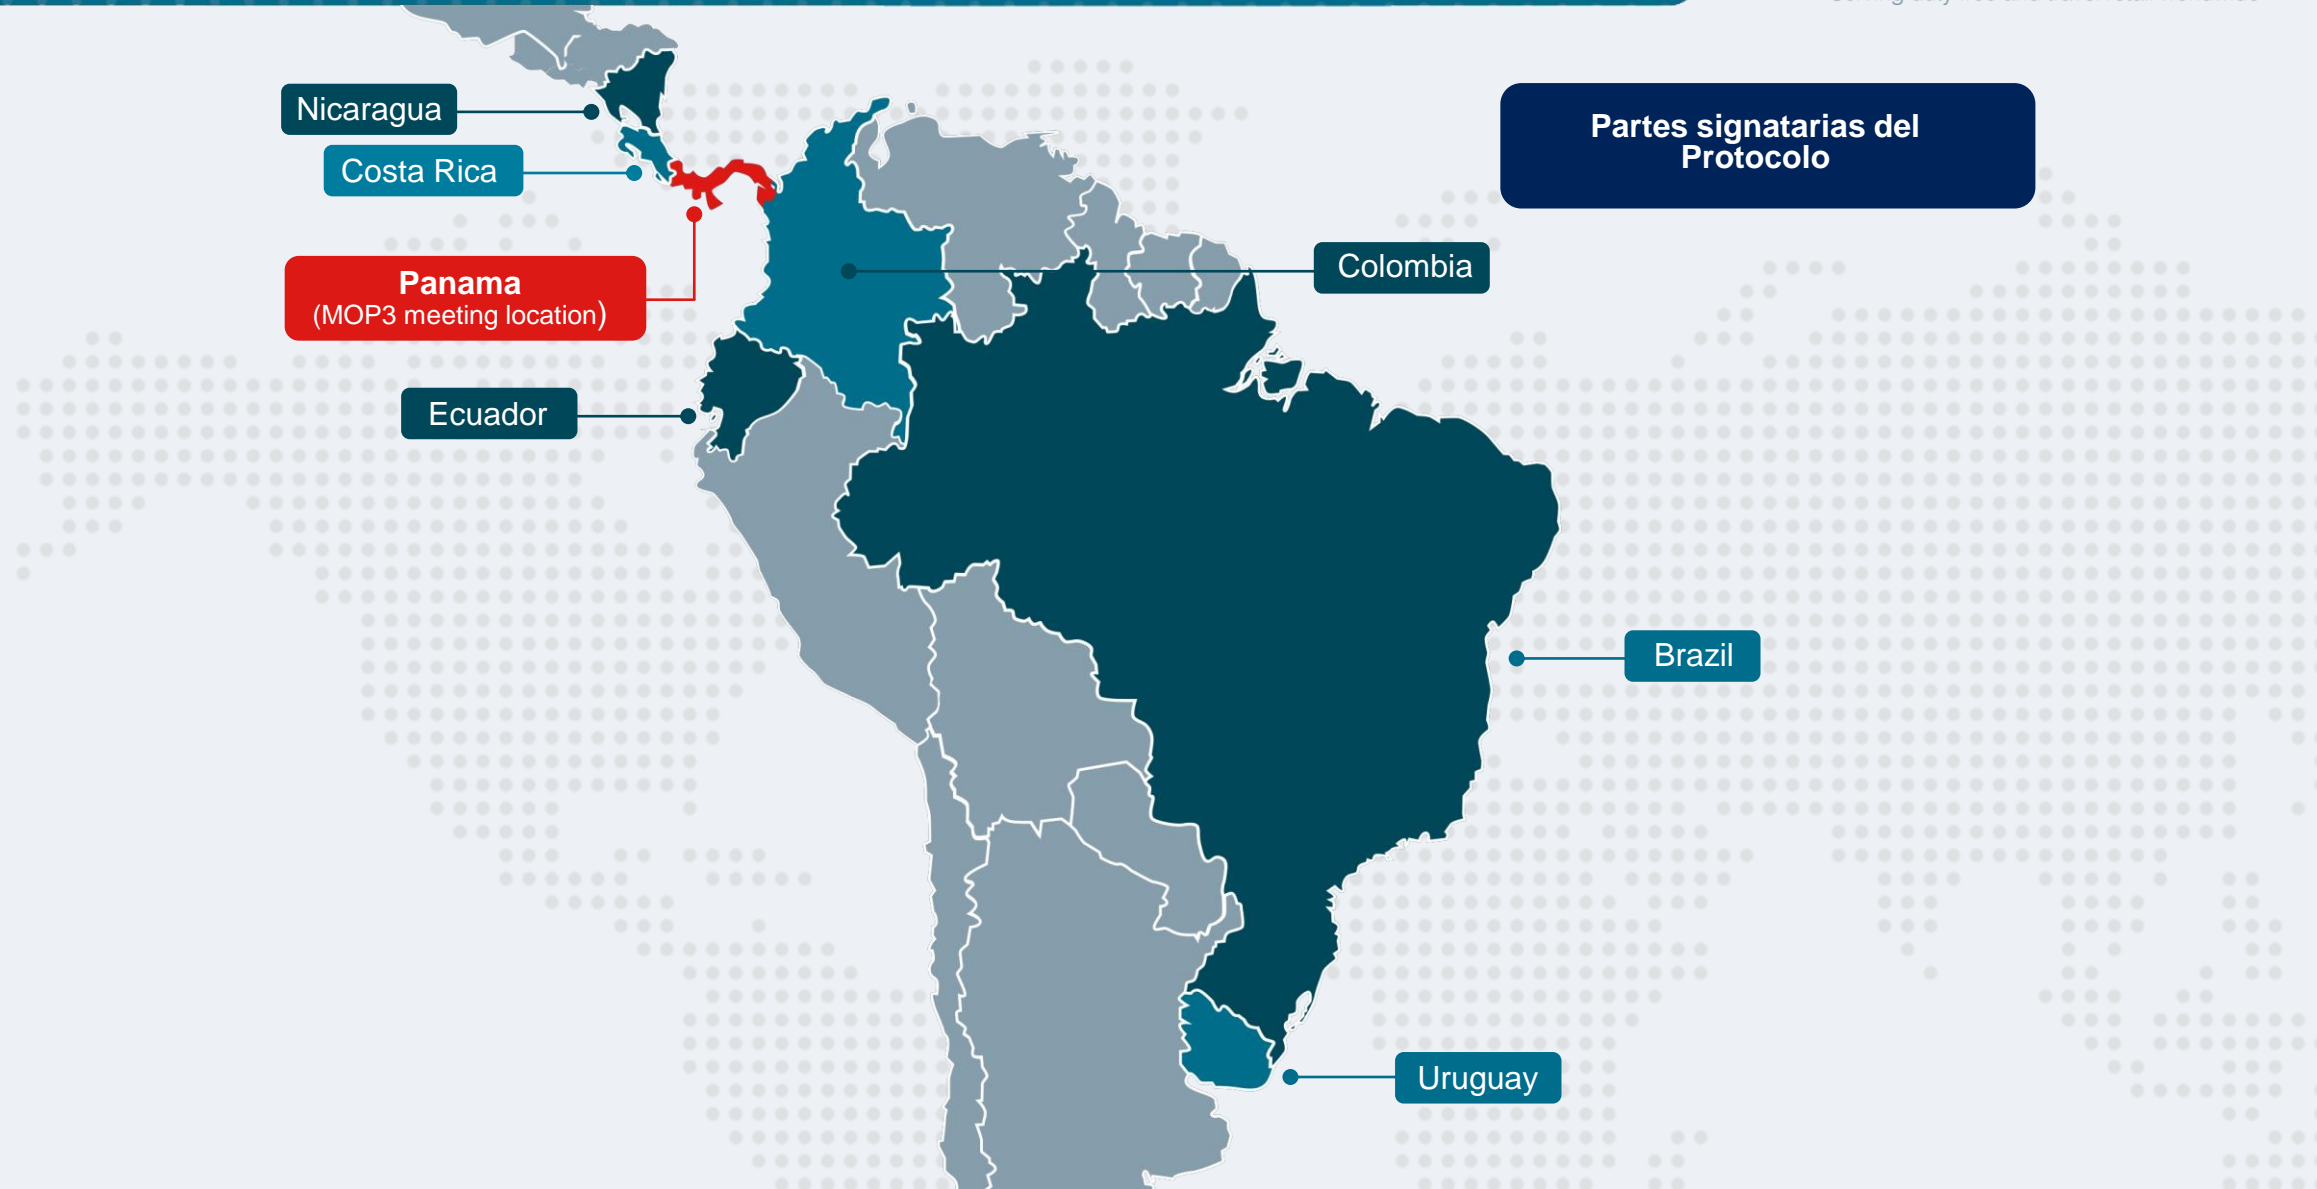 Nicaragua
Costa Rica
Panama
(MOP3 meeting location)
Ecuador
Partes signatarias del
Protocolo
Colombia
Brazil
Uruguay